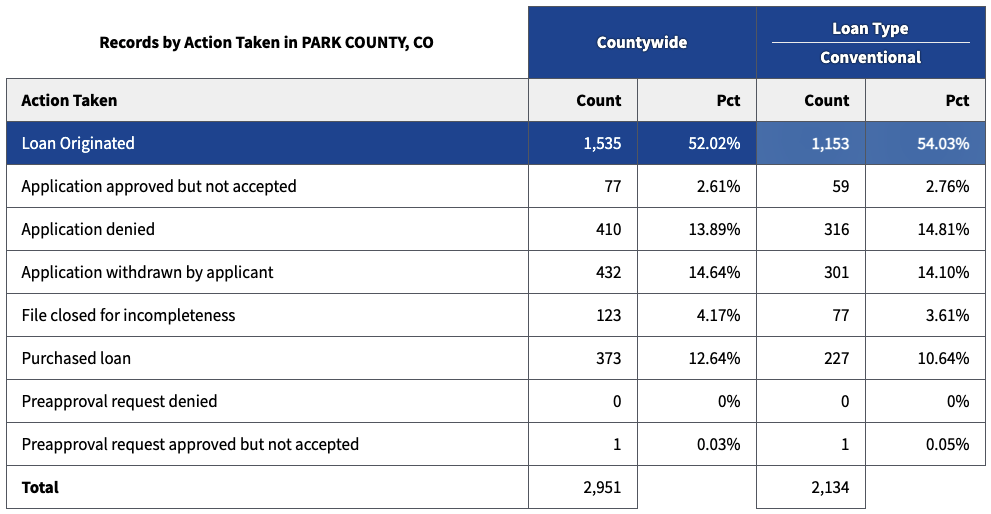 Records by Action Taken in PARK COUNTY, CO Countywide Loan Type
Conventional
Action Taken Count Pct Count Pct
Loan Originated 1,535 52.02% 1,153 54.03%
Application approved but not accepted 77 2.61% 59 2.76%
Application denied 410 13.89% 316 14.81%
Application withdrawn by applicant 432 14.64% 301 14.10%
File closed for incompleteness 123 4.17% 77 3.61%
Purchased loan 373 12.64% 227 10.64%
Preapproval request denied 0 0% 0 0%
Preapproval request approved but not accepted 1 0.03% 1 0.05%
Total 2,951 2,134